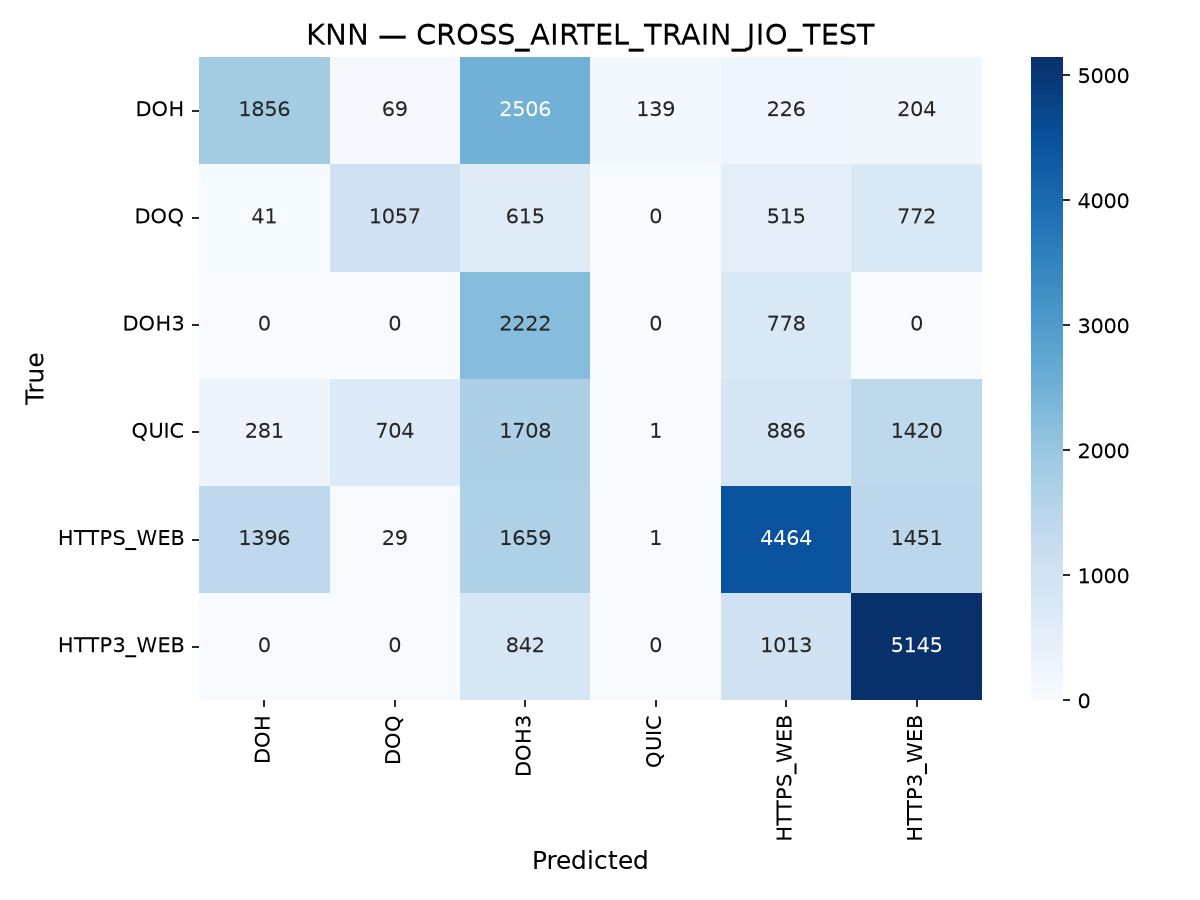 KNN — CROSS_AIRTEL_TRAIN_JIO_TEST
True
DOH 1856 69 2506 139 226 204
DOQ 41 1057 615 0 515 772
DOH3 0 0 2222 0 778 0
QUIC 281 704 1708 1 886 1420
HTTPS_WEB 1396 29 1659 1 4464 1451
HTTP3_WEB 0 0 842 0 1013 5145
DOH DOQ DOH3 QUIC HTTPS_WEB HTTP3_WEB
Predicted
5000
4000
3000
2000
1000
0